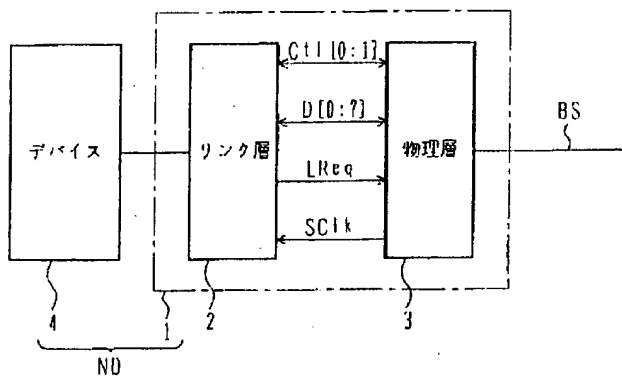 Ctl[0:1]
D[0:7]
LReq
SClk
デバイス
リンク層
物理層
BS
4
1
2
3
ND